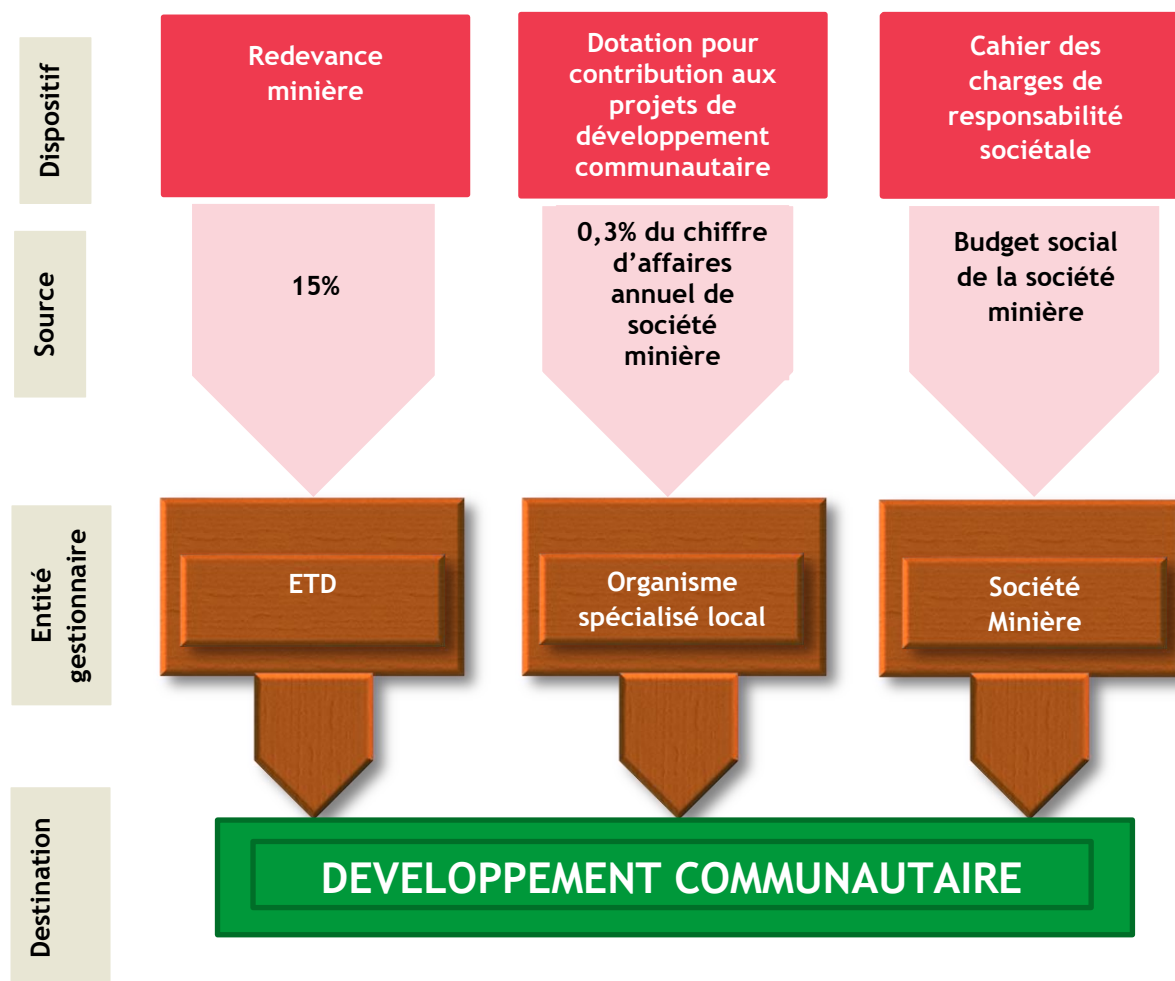 Dispositif
Redevance
minière
Dotation pour
contribution aux
projets de
développement
communautaire
Cahier des
charges de
responsabilité
sociétale
Source
15%
0,3% du chiffre
d’affaires
annuel de
société
minière
Budget social
de la société
minière
Entité
gestionnaire
ETD
Organisme
spécialisé local
Société
Minière
Destination
DEVELOPPEMENT COMMUNAUTAIRE